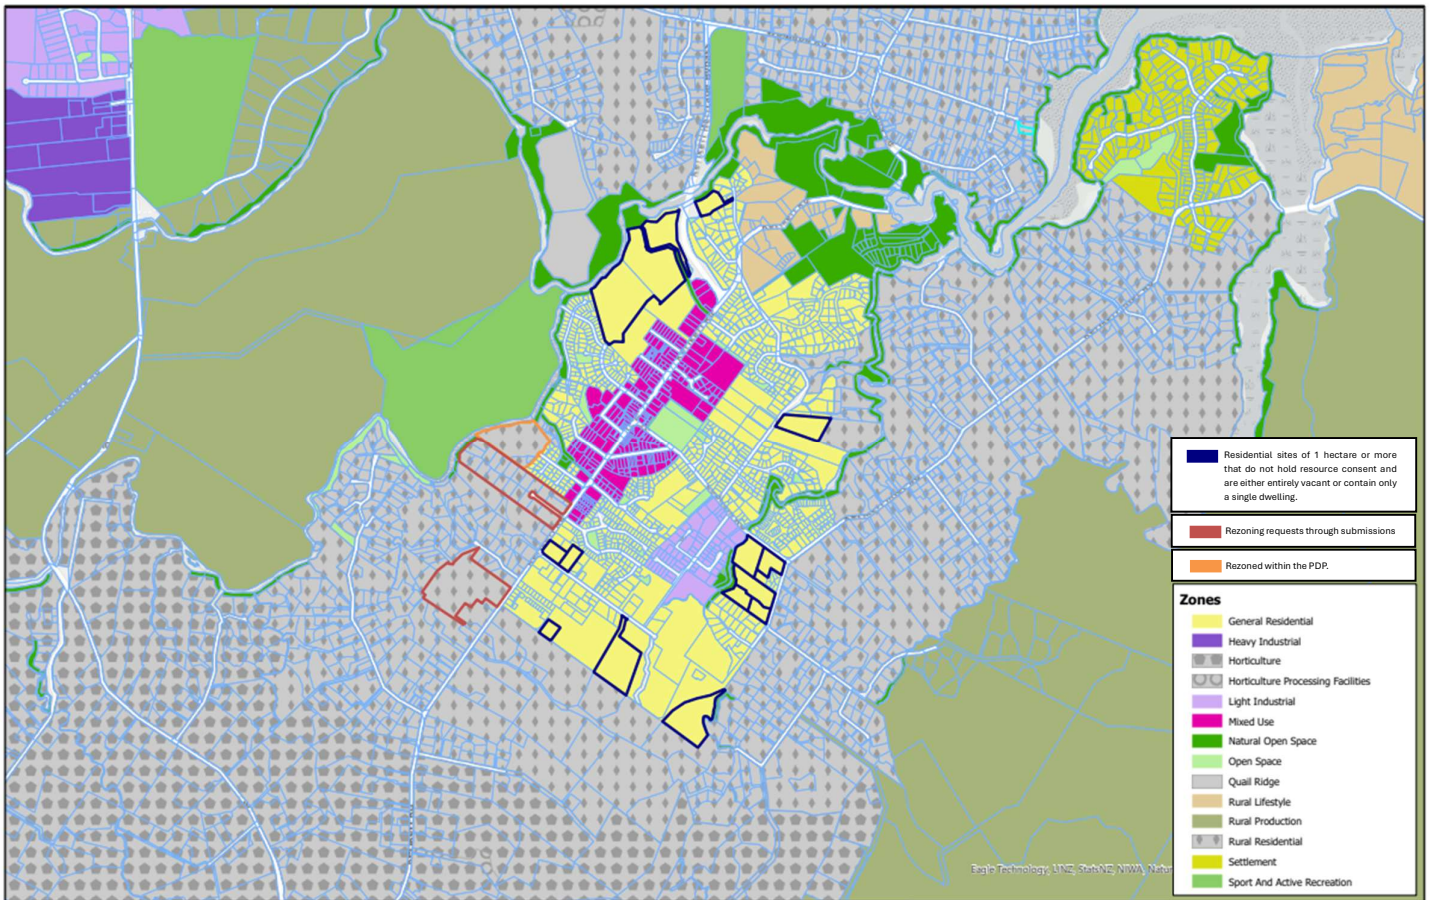 Residential sites of 1 hectare or more
that do not hold resource consent and
are either entirely vacant or contain only
a single dwelling.
Rezoning requests through submissions
Rezoned within the PDP.
Zones
General Residential
Heavy Industrial
Horticulture
Horticulture Processing Facilities
Light Industrial
Mixed Use
Natural Open Space
Open Space
Quail Ridge
Rural Lifestyle
Rural Production
Rural Residential
Settlement
Sport And Active Recreation
Eagle Technology, LINZ, StatsNZ, NIWA, Natur